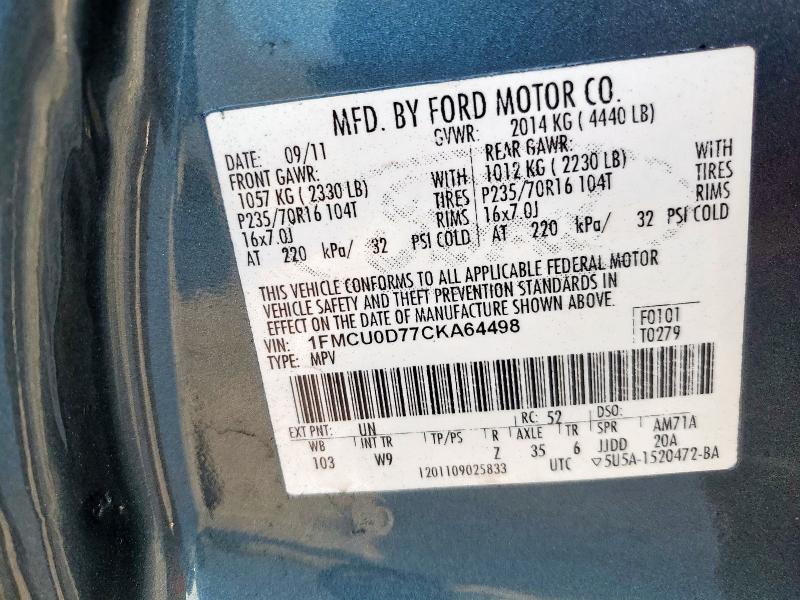 MFD. BY FORD MOTOR CO.
DATE: 09/11 GVWR: 2014 KG ( 4440 LB)
FRONT GAWR: REAR GAWR:
1057 KG ( 2330 LB) WITH 1012 KG ( 2230 LB) WITH
P235/70R16 104T TIRES P235/70R16 104T TIRES
16x7.0J RIMS 16x7.0J RIMS
AT 220 kPa/ 32 PSI COLD AT 220 kPa/ 32 PSI COLD
THIS VEHICLE CONFORMS TO ALL APPLICABLE FEDERAL MOTOR
VEHICLE SAFETY AND THEFT PREVENTION STANDARDS IN
EFFECT ON THE DATE OF MANUFACTURE SHOWN ABOVE.
VIN: 1FMCU0D77CKA64498 F0101
TYPE: MPV T0279
EXT PNT: UN RC: 52 DSO:
WB INT TR TP/PS R AXLE TR SPR AM71A
103 W9 Z 35 6 JJDD 20A
1201109025833 UTC ▽5U5A-1520472-BA